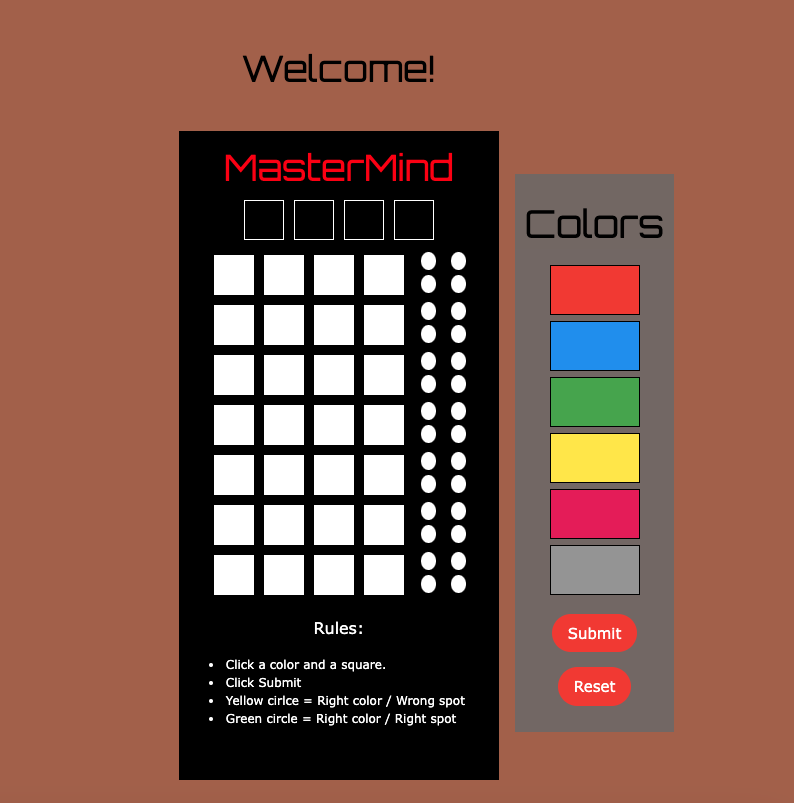 Welcome!
MasterMind
Colors
Submit
Reset
Rules:
Click a color and a square.
Click Submit
Yellow cirlce = Right color / Wrong spot
Green circle = Right color / Right spot